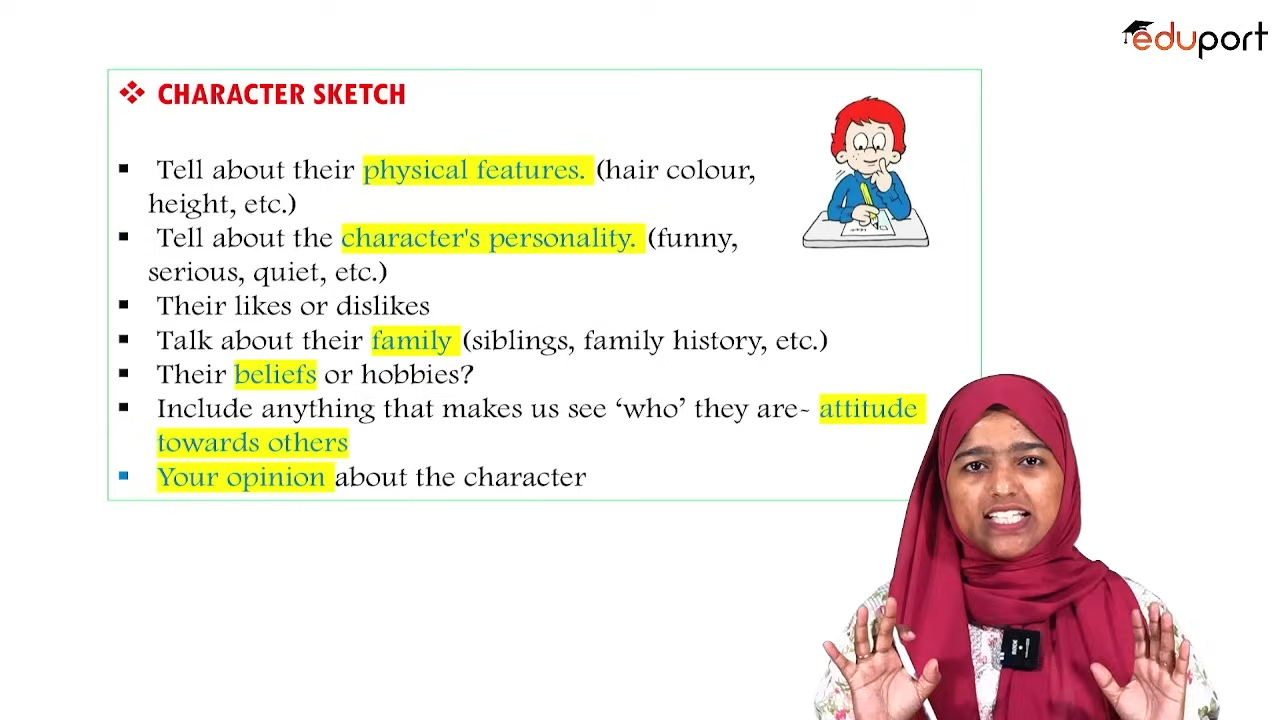 eduport
❖ CHARACTER SKETCH
▪ Tell about their physical features. (hair colour,
height, etc.)
▪ Tell about the character's personality. (funny,
serious, quiet, etc.)
▪ Their likes or dislikes
▪ Talk about their family (siblings, family history, etc.)
▪ Their beliefs or hobbies?
▪ Include anything that makes us see ‘who’ they are- attitude
towards others
▪ Your opinion about the character